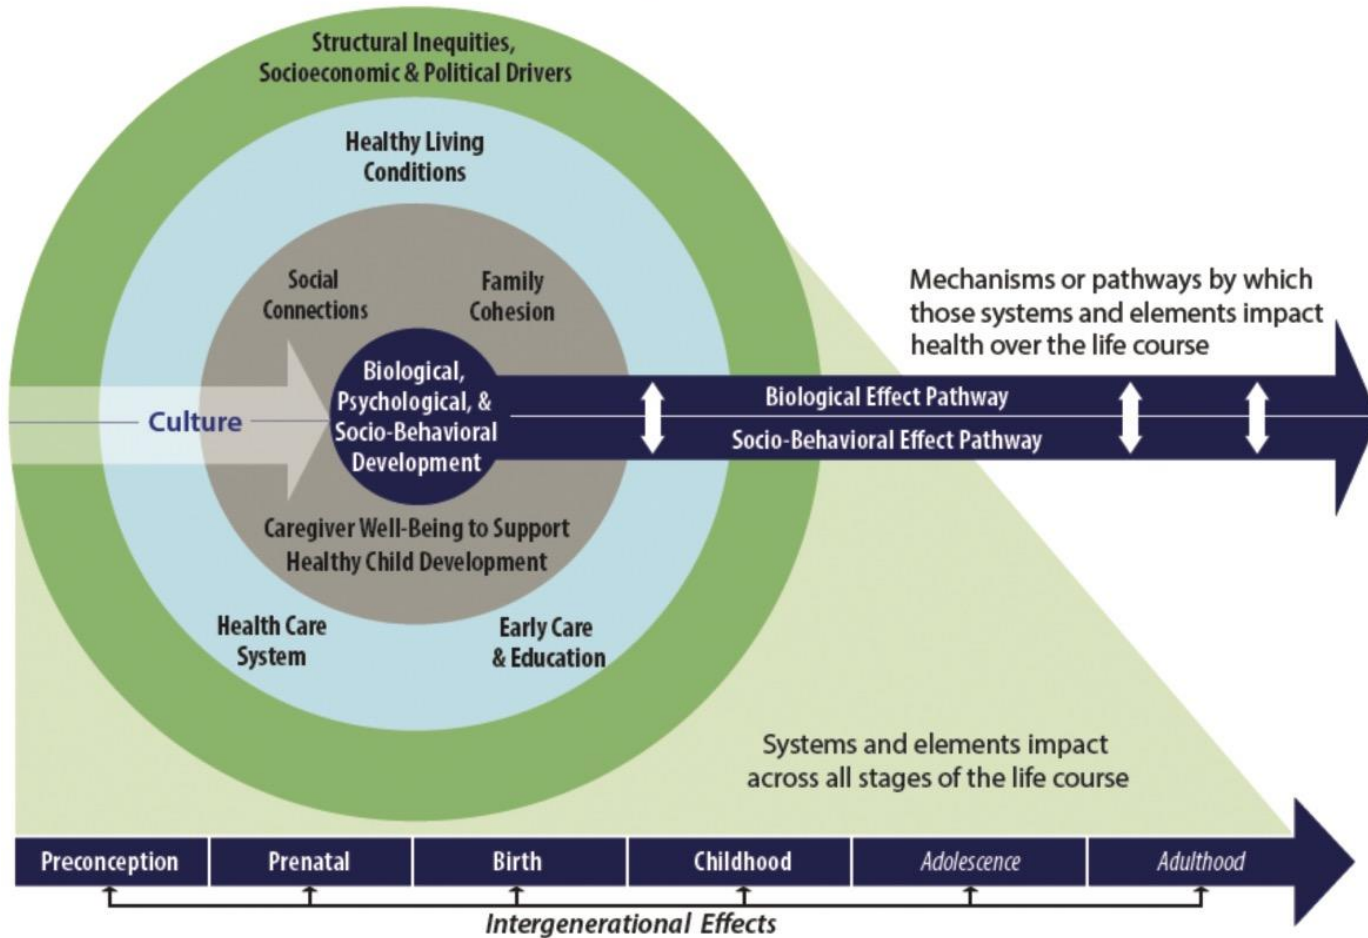 Structural Inequities,
Socioeconomic & Political Drivers
Healthy Living
Conditions
Social
Connections
Family
Cohesion
Mechanisms or pathways by which
those systems and elements impact
health over the life course
Culture
Biological,
Psychological, &
Socio-Behavioral
Development
Biological Effect Pathway
Socio-Behavioral Effect Pathway
Caregiver Well-Being to Support
Healthy Child Development
Health Care
System
Early Care
& Education
Systems and elements impact
across all stages of the life course
Preconception
Prenatal
Birth
Childhood
Adolescence
Adulthood
Intergenerational Effects